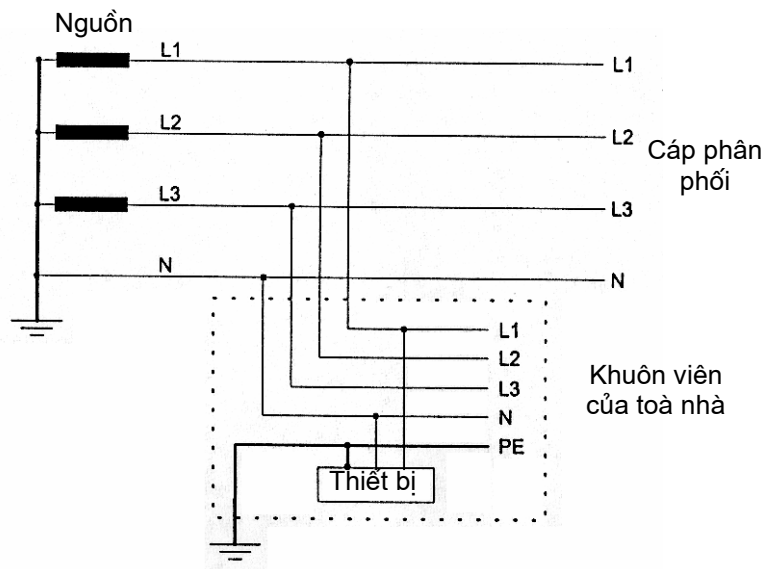 Nguồn
L1
L1
L2
L2
Cáp phân
phối
L3
L3
N
N
L1
L2
L3
N
PE
Khuôn viên
của toà nhà
Thiết bị